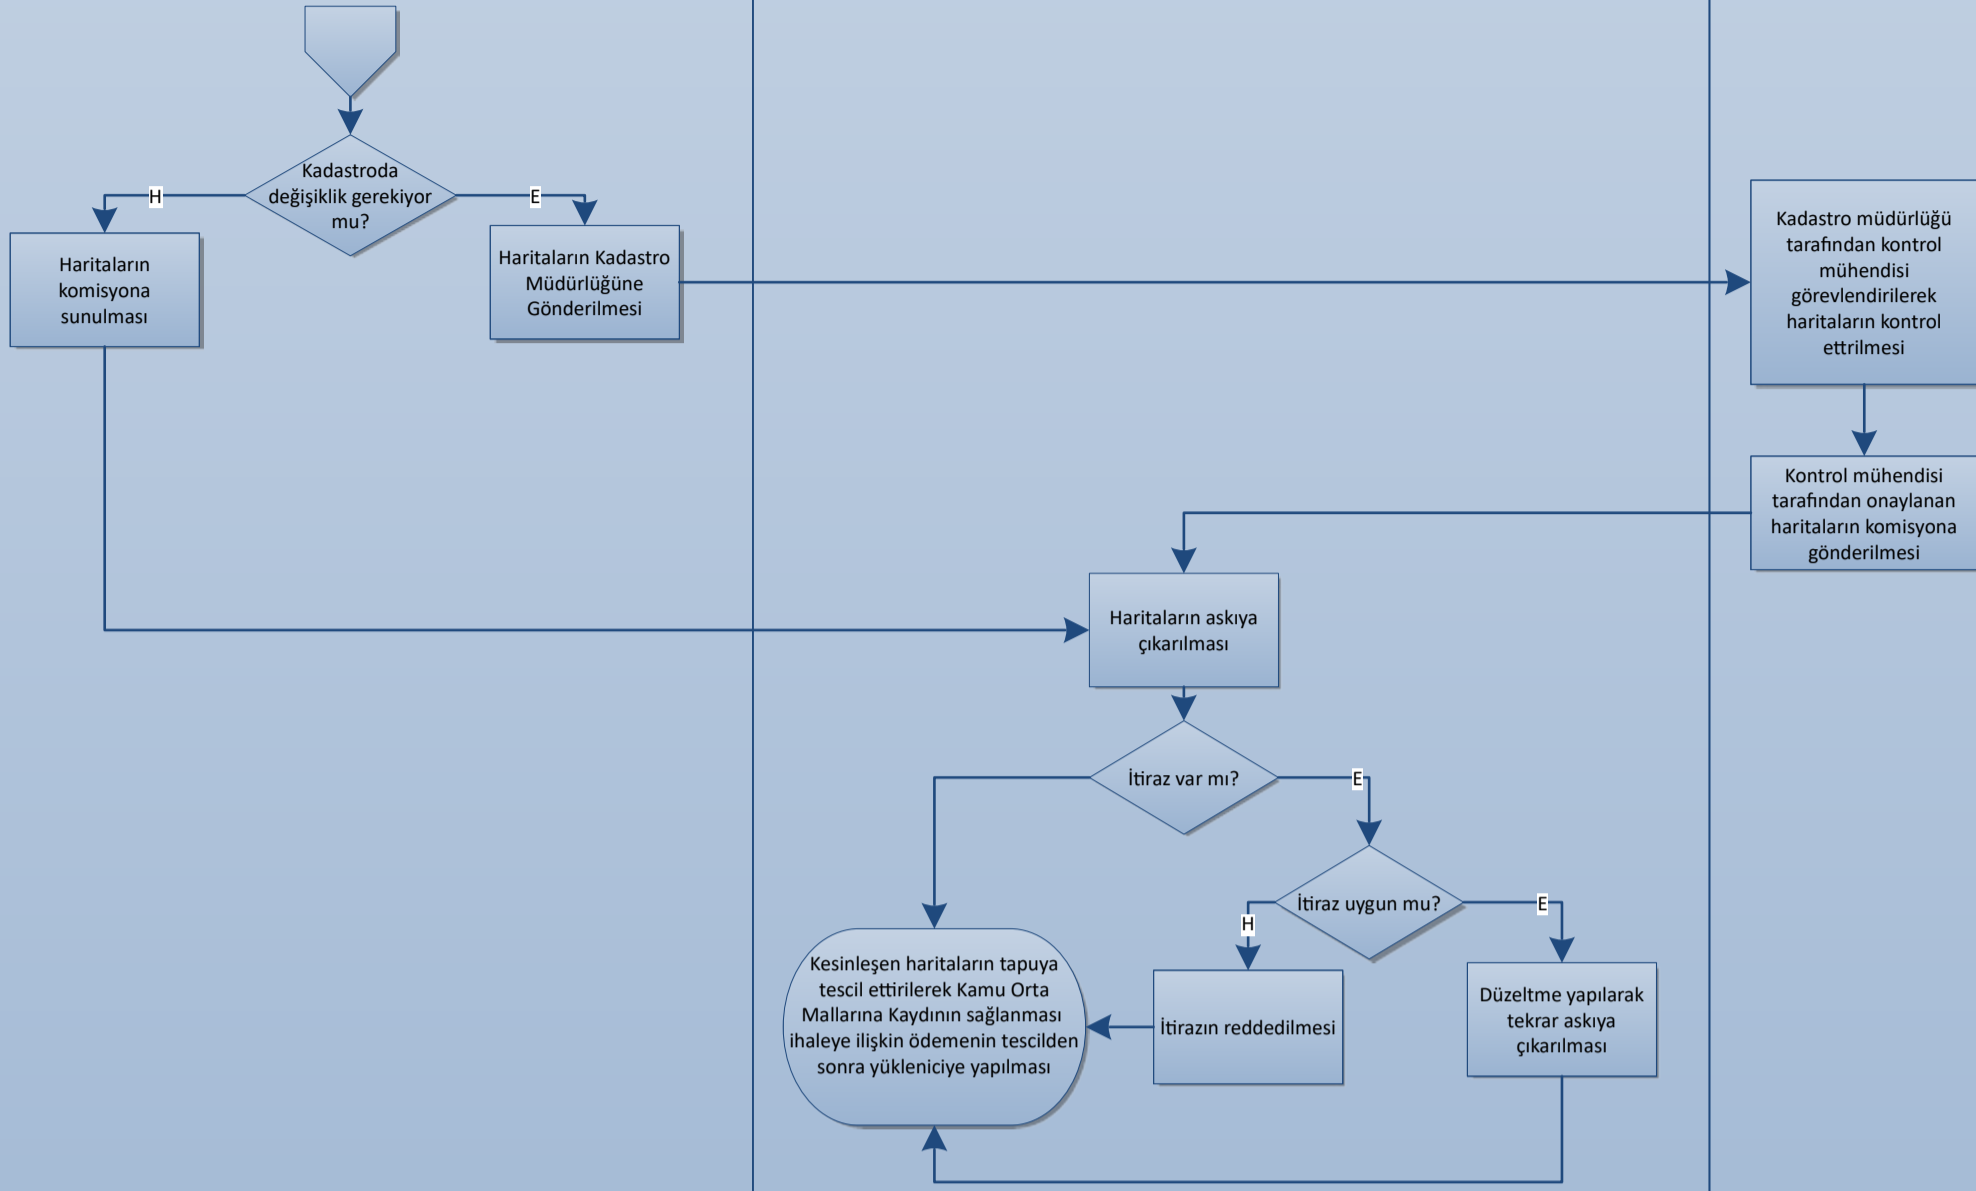 Kadastroda
değişiklik gerekiyor
mu?
H
E
Haritaların
komisyona
sunulması
Haritaların Kadastro
Müdürlüğüne
Gönderilmesi
Kadastro müdürlüğü
tarafından kontrol
mühendisi
görevlendirilerek
haritaların kontrol
ettrilmesi
Kontrol mühendisi
tarafından onaylanan
haritaların komisyona
gönderilmesi
Haritaların askıya
çıkarılması
İtiraz var mı?
E
İtiraz uygun mu?
H
E
Kesinleşen haritaların tapuya
tescil ettirilerek Kamu Orta
Mallarına Kaydının sağlanması
ihaleye ilişkin ödemenin tescilden
sonra yükleniciye yapılması
İtirazın reddedilmesi
Düzeltme yapılarak
tekrar askıya
çıkarılması